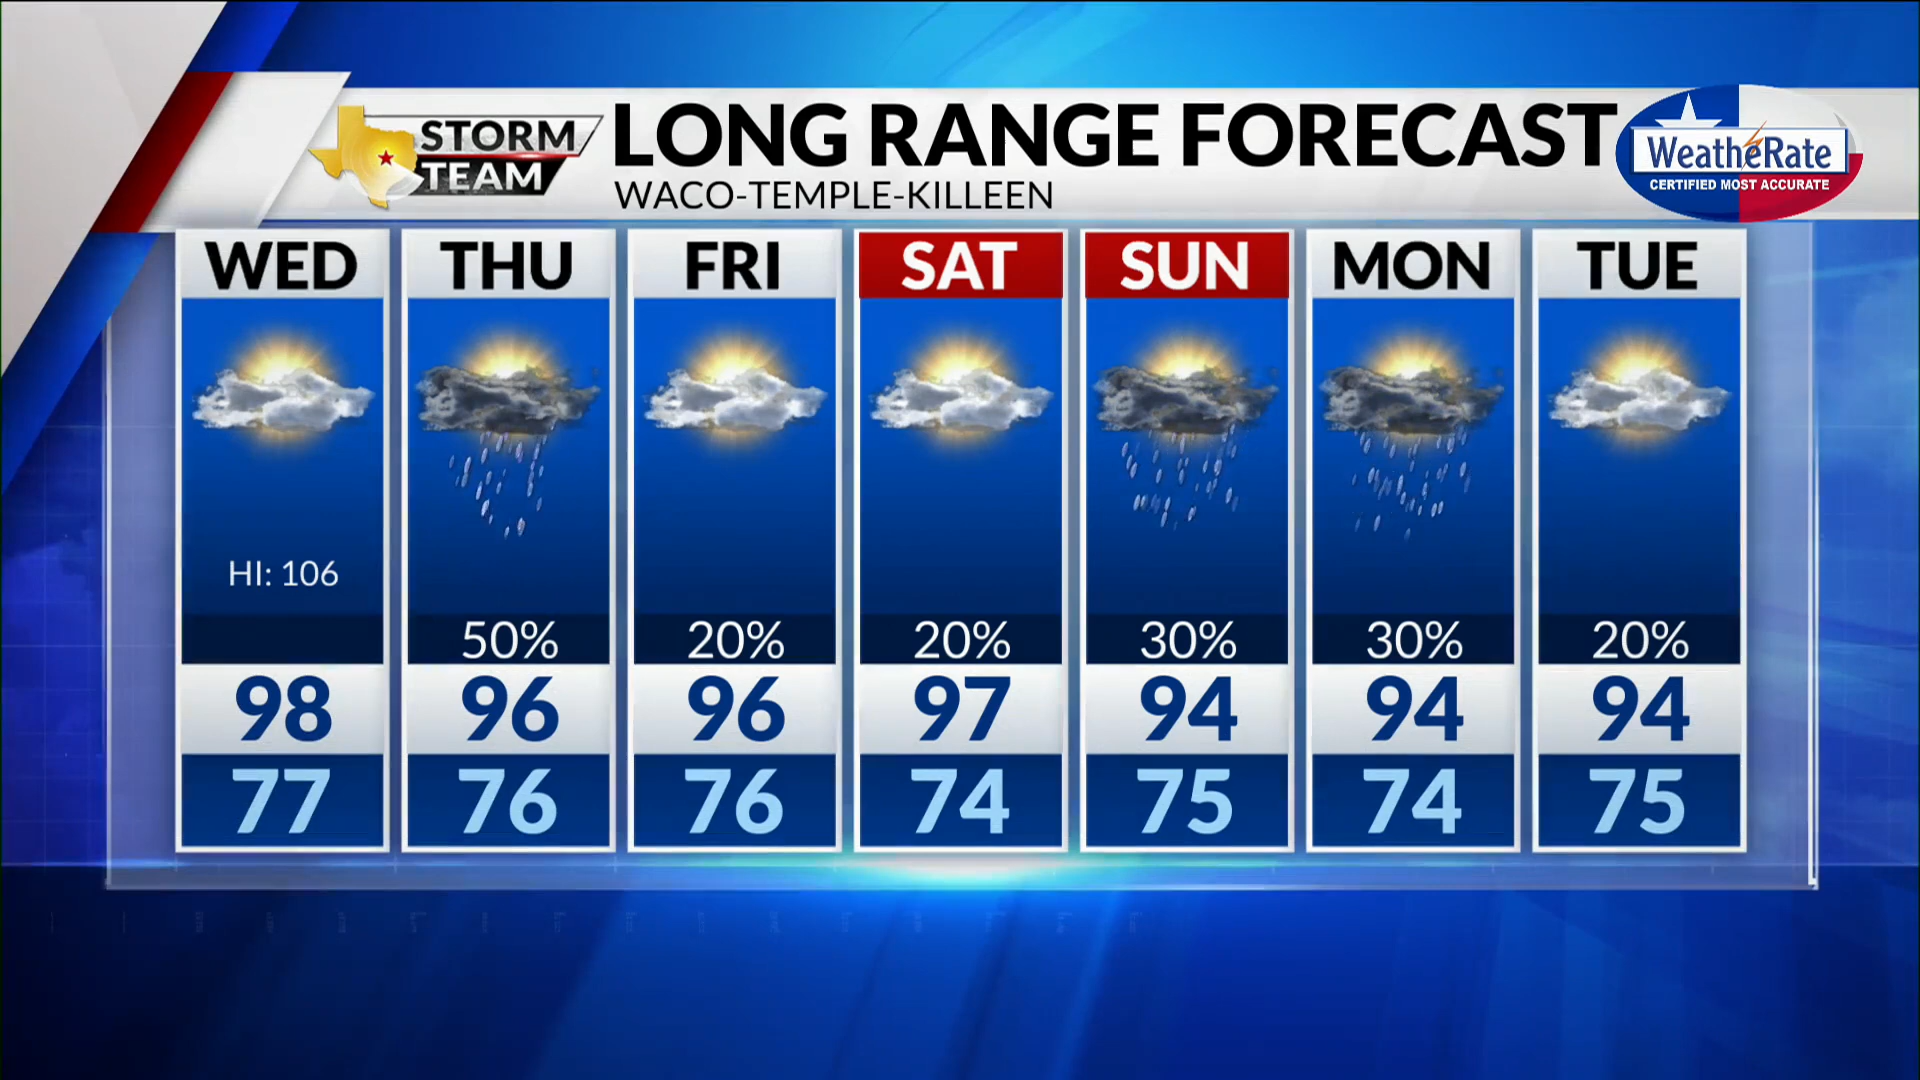 STORM
TEAM
LONG RANGE FORECAST
WACO-TEMPLE-KILLEEN
WeatheRate
CERTIFIED MOST ACCURATE
WED THU FRI SAT SUN MON TUE
HI: 106
50% 20% 20% 30% 30% 20%
98 96 96 97 94 94 94
77 76 76 74 75 74 75